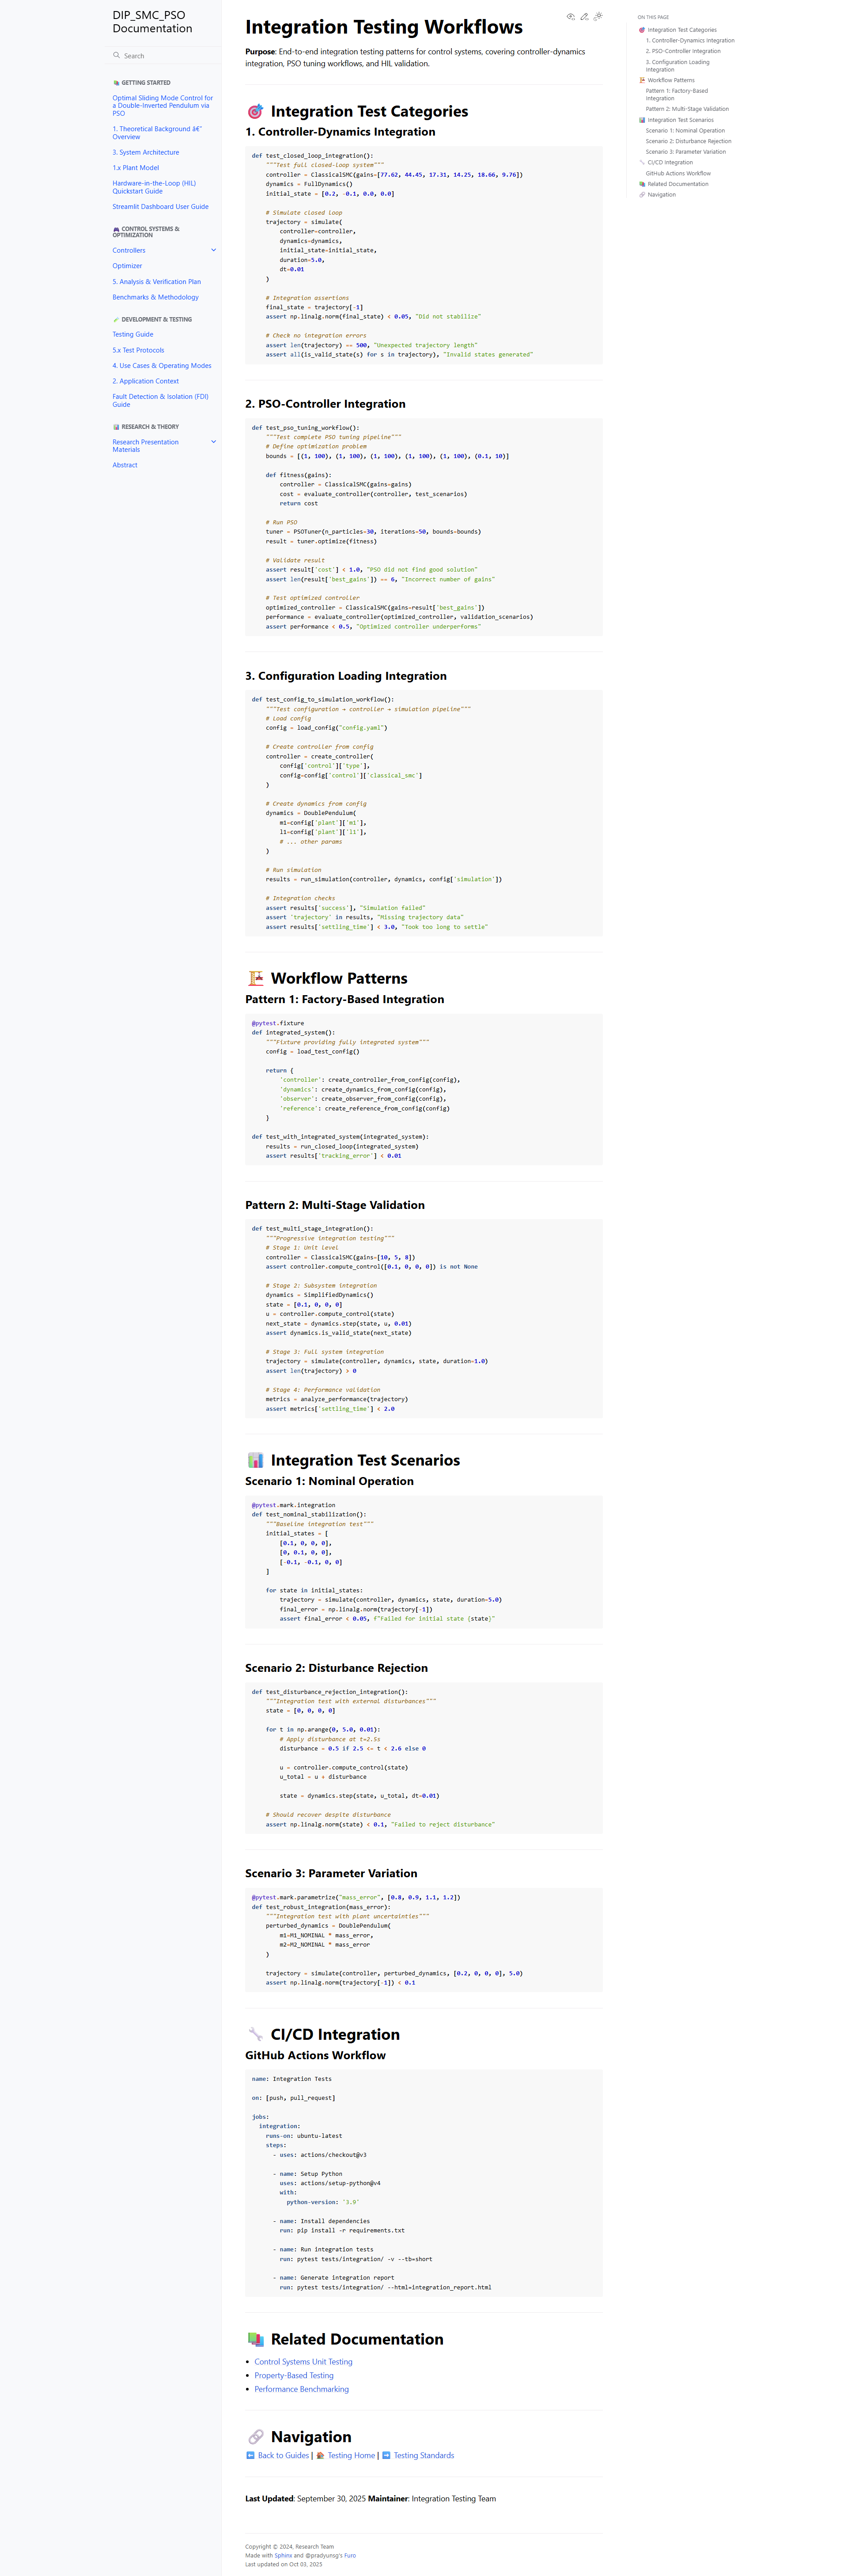 DIP_SMC_PSO
Documentation
Search
📚 GETTING STARTED
Optimal Sliding Mode Control for
a Double-Inverted Pendulum via
PSO
1. Theoretical Background â€"
Overview
3. System Architecture
1.x Plant Model
Hardware-in-the-Loop (HIL)
Quickstart Guide
Streamlit Dashboard User Guide
🎮 CONTROL SYSTEMS &
OPTIMIZATION
Controllers
Optimizer
5. Analysis & Verification Plan
Benchmarks & Methodology
🧪 DEVELOPMENT & TESTING
Testing Guide
5.x Test Protocols
4. Use Cases & Operating Modes
2. Application Context
Fault Detection & Isolation (FDI)
Guide
📊 RESEARCH & THEORY
Research Presentation
Materials
Abstract
Integration Testing Workflows
Purpose: End-to-end integration testing patterns for control systems, covering controller-dynamics
integration, PSO tuning workflows, and HIL validation.
🎯 Integration Test Categories
1. Controller-Dynamics Integration
def test_closed_loop_integration():
"""Test full closed-loop system"""
controller = ClassicalSMC(gains=[77.62, 44.45, 17.31, 14.25, 18.66, 9.76])
dynamics = FullDynamics()
initial_state = [0.2, -0.1, 0.0, 0.0]
# Simulate closed loop
trajectory = simulate(
controller=controller,
dynamics=dynamics,
initial_state=initial_state,
duration=5.0,
dt=0.01
)
# Integration assertions
final_state = trajectory[-1]
assert np.linalg.norm(final_state) < 0.05, "Did not stabilize"
# Check no integration errors
assert len(trajectory) == 500, "Unexpected trajectory length"
assert all(is_valid_state(s) for s in trajectory), "Invalid states generated"
2. PSO-Controller Integration
def test_pso_tuning_workflow():
"""Test complete PSO tuning pipeline"""
# Define optimization problem
bounds = [(1, 100), (1, 100), (1, 100), (1, 100), (1, 100), (0.1, 10)]
def fitness(gains):
controller = ClassicalSMC(gains=gains)
cost = evaluate_controller(controller, test_scenarios)
return cost
# Run PSO
tuner = PSOTuner(n_particles=30, iterations=50, bounds=bounds)
result = tuner.optimize(fitness)
# Validate result
assert result['cost'] < 1.0, "PSO did not find good solution"
assert len(result['best_gains']) == 6, "Incorrect number of gains"
# Test optimized controller
optimized_controller = ClassicalSMC(gains=result['best_gains'])
performance = evaluate_controller(optimized_controller, validation_scenarios)
assert performance < 0.5, "Optimized controller underperforms"
3. Configuration Loading Integration
def test_config_to_simulation_workflow():
"""Test configuration → controller → simulation pipeline"""
# Load config
config = load_config("config.yaml")
# Create controller from config
controller = create_controller(
config['control']['type'],
config=config['control']['classical_smc']
)
# Create dynamics from config
dynamics = DoublePendulum(
m1=config['plant']['m1'],
l1=config['plant']['l1'],
# ... other params
)
# Run simulation
results = run_simulation(controller, dynamics, config['simulation'])
# Integration checks
assert results['success'], "Simulation failed"
assert 'trajectory' in results, "Missing trajectory data"
assert results['settling_time'] < 3.0, "Took too long to settle"
🏗️ Workflow Patterns
Pattern 1: Factory-Based Integration
@pytest.fixture
def integrated_system():
"""Fixture providing fully integrated system"""
config = load_test_config()
return {
'controller': create_controller_from_config(config),
'dynamics': create_dynamics_from_config(config),
'observer': create_observer_from_config(config),
'reference': create_reference_from_config(config)
}
def test_with_integrated_system(integrated_system):
results = run_closed_loop(integrated_system)
assert results['tracking_error'] < 0.01
Pattern 2: Multi-Stage Validation
def test_multi_stage_integration():
"""Progressive integration testing"""
# Stage 1: Unit level
controller = ClassicalSMC(gains=[10, 5, 8])
assert controller.compute_control([0.1, 0, 0, 0]) is not None
# Stage 2: Subsystem integration
dynamics = SimplifiedDynamics()
state = [0.1, 0, 0, 0]
u = controller.compute_control(state)
next_state = dynamics.step(state, u, 0.01)
assert dynamics.is_valid_state(next_state)
# Stage 3: Full system integration
trajectory = simulate(controller, dynamics, state, duration=1.0)
assert len(trajectory) > 0
# Stage 4: Performance validation
metrics = analyze_performance(trajectory)
assert metrics['settling_time'] < 2.0
📊 Integration Test Scenarios
Scenario 1: Nominal Operation
@pytest.mark.integration
def test_nominal_stabilization():
"""Baseline integration test"""
initial_states = [
[0.1, 0, 0, 0],
[0, 0.1, 0, 0],
[-0.1, -0.1, 0, 0]
]
for state in initial_states:
trajectory = simulate(controller, dynamics, state, duration=5.0)
final_error = np.linalg.norm(trajectory[-1])
assert final_error < 0.05, f"Failed for initial state {state}"
Scenario 2: Disturbance Rejection
def test_disturbance_rejection_integration():
"""Integration test with external disturbances"""
state = [0, 0, 0, 0]
for t in np.arange(0, 5.0, 0.01):
# Apply disturbance at t=2.5s
disturbance = 0.5 if 2.5 <= t < 2.6 else 0
u = controller.compute_control(state)
u_total = u + disturbance
state = dynamics.step(state, u_total, dt=0.01)
# Should recover despite disturbance
assert np.linalg.norm(state) < 0.1, "Failed to reject disturbance"
Scenario 3: Parameter Variation
@pytest.mark.parametrize("mass_error", [0.8, 0.9, 1.1, 1.2])
def test_robust_integration(mass_error):
"""Integration test with plant uncertainties"""
perturbed_dynamics = DoublePendulum(
m1=M1_NOMINAL * mass_error,
m2=M2_NOMINAL * mass_error
)
trajectory = simulate(controller, perturbed_dynamics, [0.2, 0, 0, 0], 5.0)
assert np.linalg.norm(trajectory[-1]) < 0.1
🔧 CI/CD Integration
GitHub Actions Workflow
name: Integration Tests
on: [push, pull_request]
jobs:
integration:
runs-on: ubuntu-latest
steps:
- uses: actions/checkout@v3
- name: Setup Python
uses: actions/setup-python@v4
with:
python-version: '3.9'
- name: Install dependencies
run: pip install -r requirements.txt
- name: Run integration tests
run: pytest tests/integration/ -v --tb=short
- name: Generate integration report
run: pytest tests/integration/ --html=integration_report.html
📚 Related Documentation
• Control Systems Unit Testing
• Property-Based Testing
• Performance Benchmarking
🔗 Navigation
⬅️ Back to Guides | 🏠 Testing Home | ➡️ Testing Standards
Last Updated: September 30, 2025 Maintainer: Integration Testing Team
Copyright © 2024, Research Team
Made with Sphinx and @pradyunsg's Furo
Last updated on Oct 03, 2025
ON THIS PAGE
🎯 Integration Test Categories
1. Controller-Dynamics Integration
2. PSO-Controller Integration
3. Configuration Loading
Integration
🏗️ Workflow Patterns
Pattern 1: Factory-Based
Integration
Pattern 2: Multi-Stage Validation
📊 Integration Test Scenarios
Scenario 1: Nominal Operation
Scenario 2: Disturbance Rejection
Scenario 3: Parameter Variation
🔧 CI/CD Integration
GitHub Actions Workflow
📚 Related Documentation
🔗 Navigation